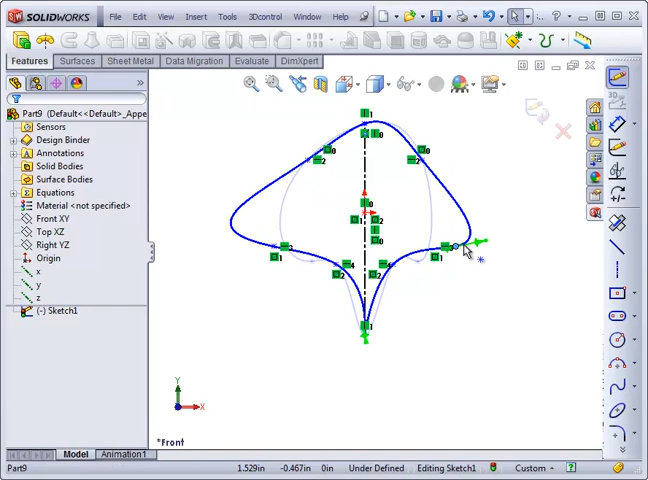 SOLIDWORKS
File Edit View Insert Tools 3Dcontrol Window Help
Features Surfaces Sheet Metal Data Migration Evaluate DimXpert
Part9 (Default<<Default>_Appe
Sensors
Design Binder
Annotations
Solid Bodies
Surface Bodies
Equations
Material <not specified>
Front XY
Top XZ
Right YZ
Origin
x
y
z
(-) Sketch1
Y
X
*Front
Model Animation1
Part9 1.529in -0.467in 0in Under Defined Editing Sketch1 Custom